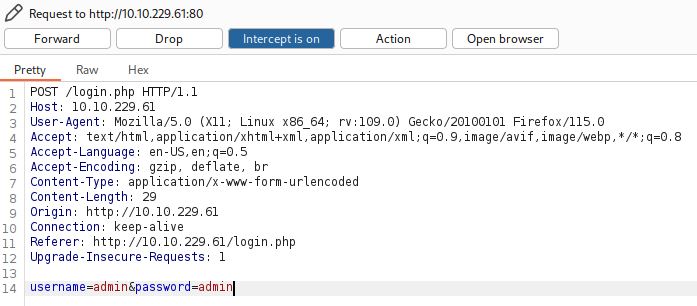 Request to http://10.10.229.61:80
Forward Drop Intercept is on Action Open browser
Pretty Raw Hex
1 POST /login.php HTTP/1.1
2 Host: 10.10.229.61
3 User-Agent: Mozilla/5.0 (X11; Linux x86_64; rv:109.0) Gecko/20100101 Firefox/115.0
4 Accept: text/html,application/xhtml+xml,application/xml;q=0.9,image/avif,image/webp,*/*;q=0.8
5 Accept-Language: en-US,en;q=0.5
6 Accept-Encoding: gzip, deflate, br
7 Content-Type: application/x-www-form-urlencoded
8 Content-Length: 29
9 Origin: http://10.10.229.61
10 Connection: keep-alive
11 Referer: http://10.10.229.61/login.php
12 Upgrade-Insecure-Requests: 1
13
14 username=admin&password=admin